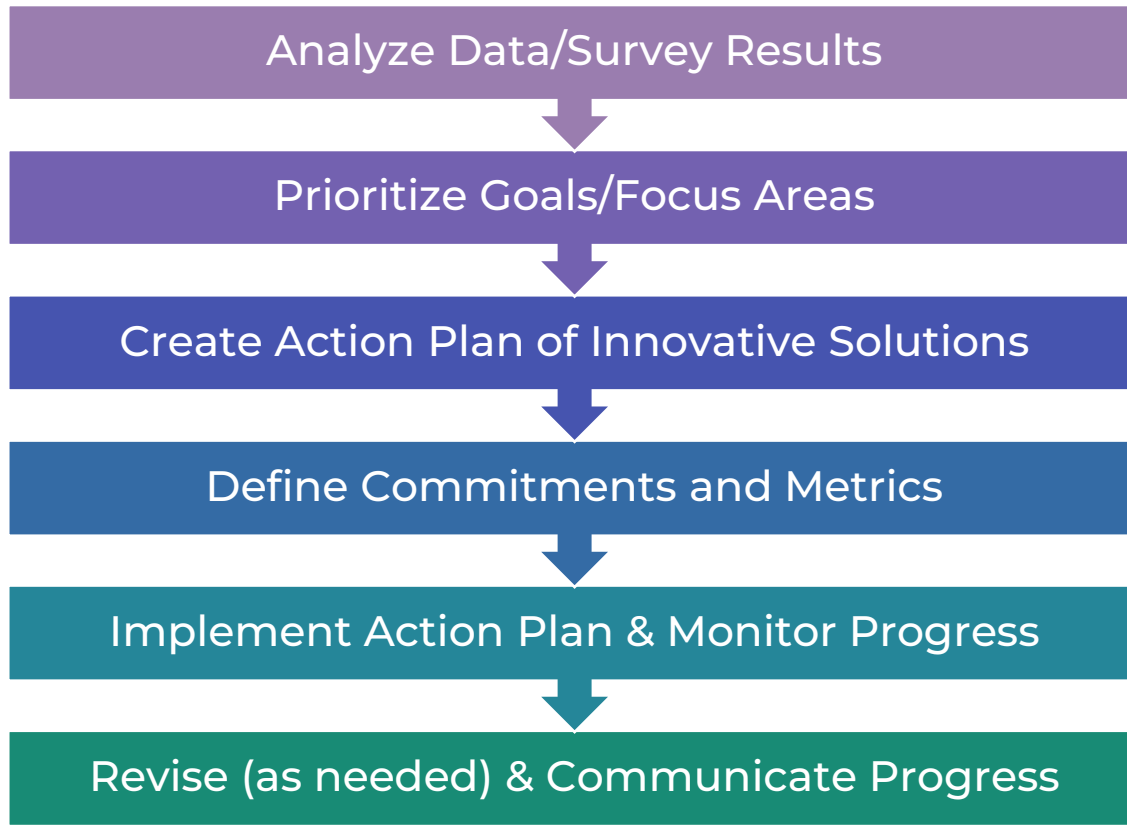 Analyze Data/Survey Results
Prioritize Goals/Focus Areas
Create Action Plan of Innovative Solutions
Define Commitments and Metrics
Implement Action Plan & Monitor Progress
Revise (as needed) & Communicate Progress